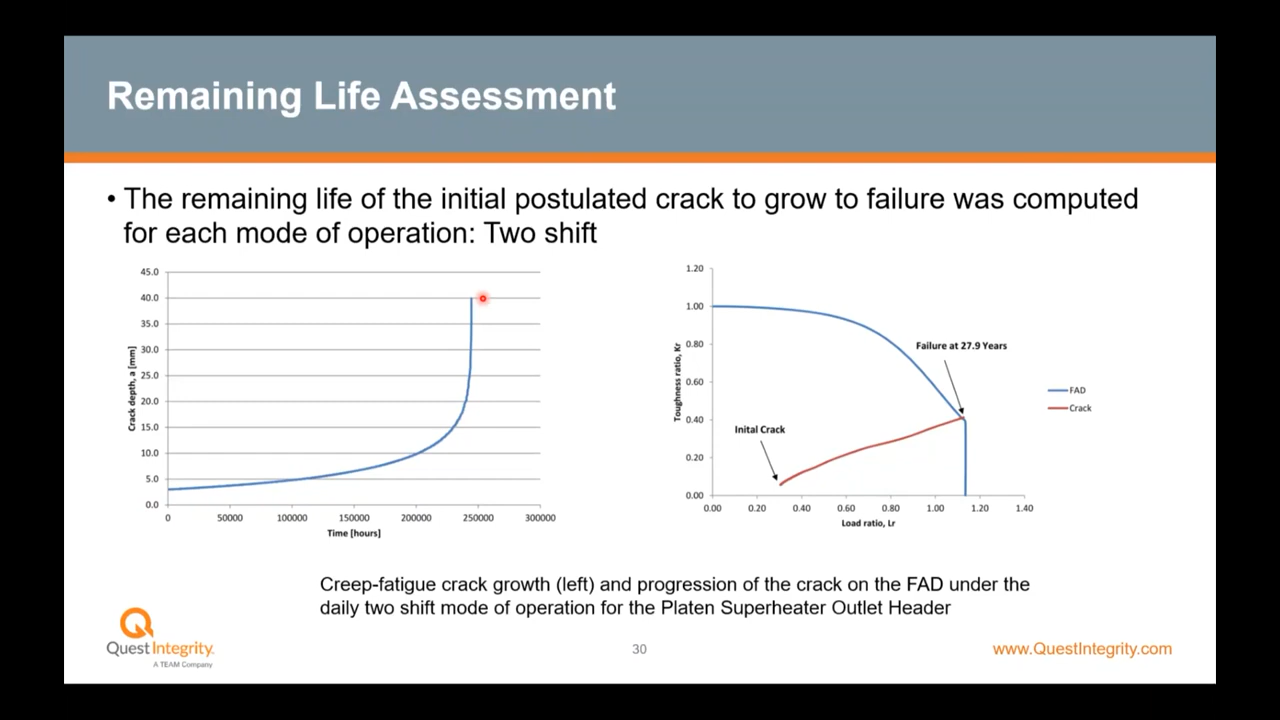 Remaining Life Assessment
• The remaining life of the initial postulated crack to grow to failure was computed
for each mode of operation: Two shift
45.0
40.0
35.0
30.0
25.0
20.0
15.0
10.0
5.0
0.0
Crack depth, a [mm]
0 50000 100000 150000 200000 250000 300000
Time [hours]
1.20
1.00
0.80
0.60
0.40
0.20
0.00
Toughness ratio, Kr
Failure at 27.9 Years
Inital Crack
FAD
Crack
0.00 0.20 0.40 0.60 0.80 1.00 1.20 1.40
Load ratio, Lr
Creep-fatigue crack growth (left) and progression of the crack on the FAD under the
daily two shift mode of operation for the Platen Superheater Outlet Header
QuestIntegrity
A TEAM Company
30
www.QuestIntegrity.com